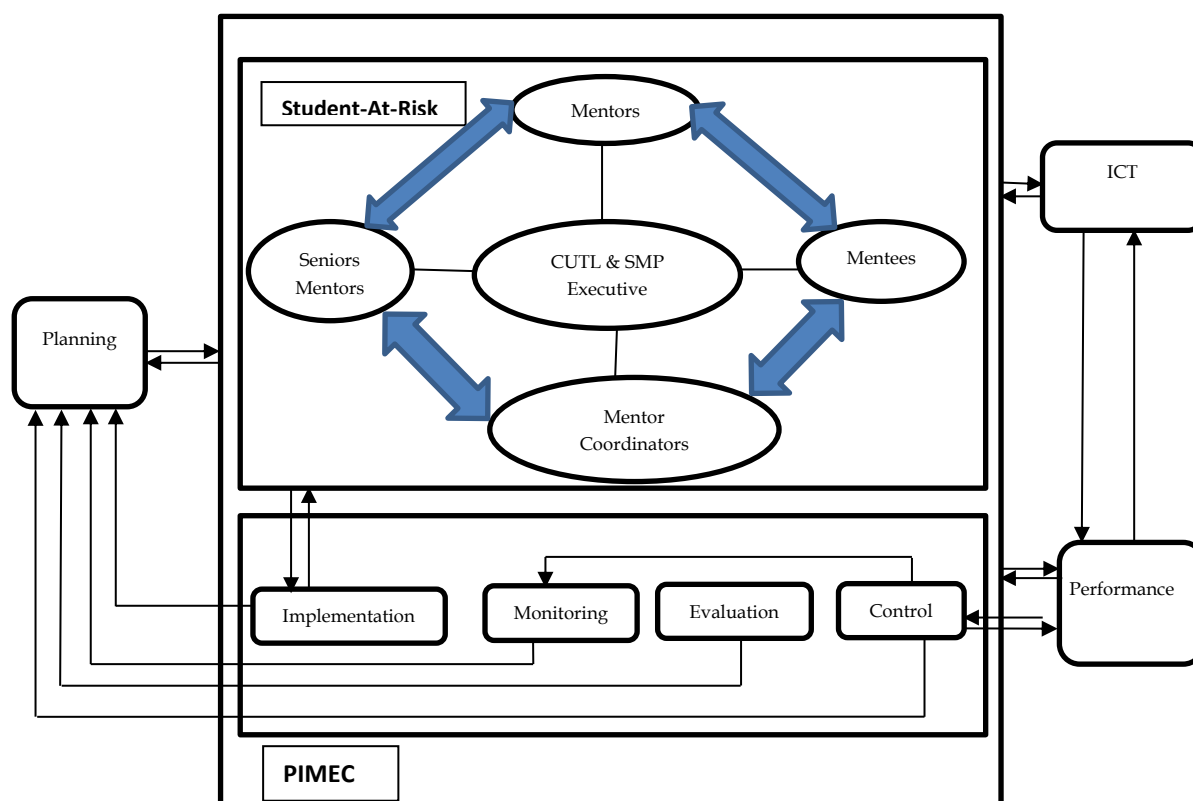 Student-At-Risk
Mentors
ICT
Seniors
Mentors
CUTL & SMP
Executive
Mentees
Planning
Mentor
Coordinators
Implementation
Monitoring
Evaluation
Control
Performance
PIMEC